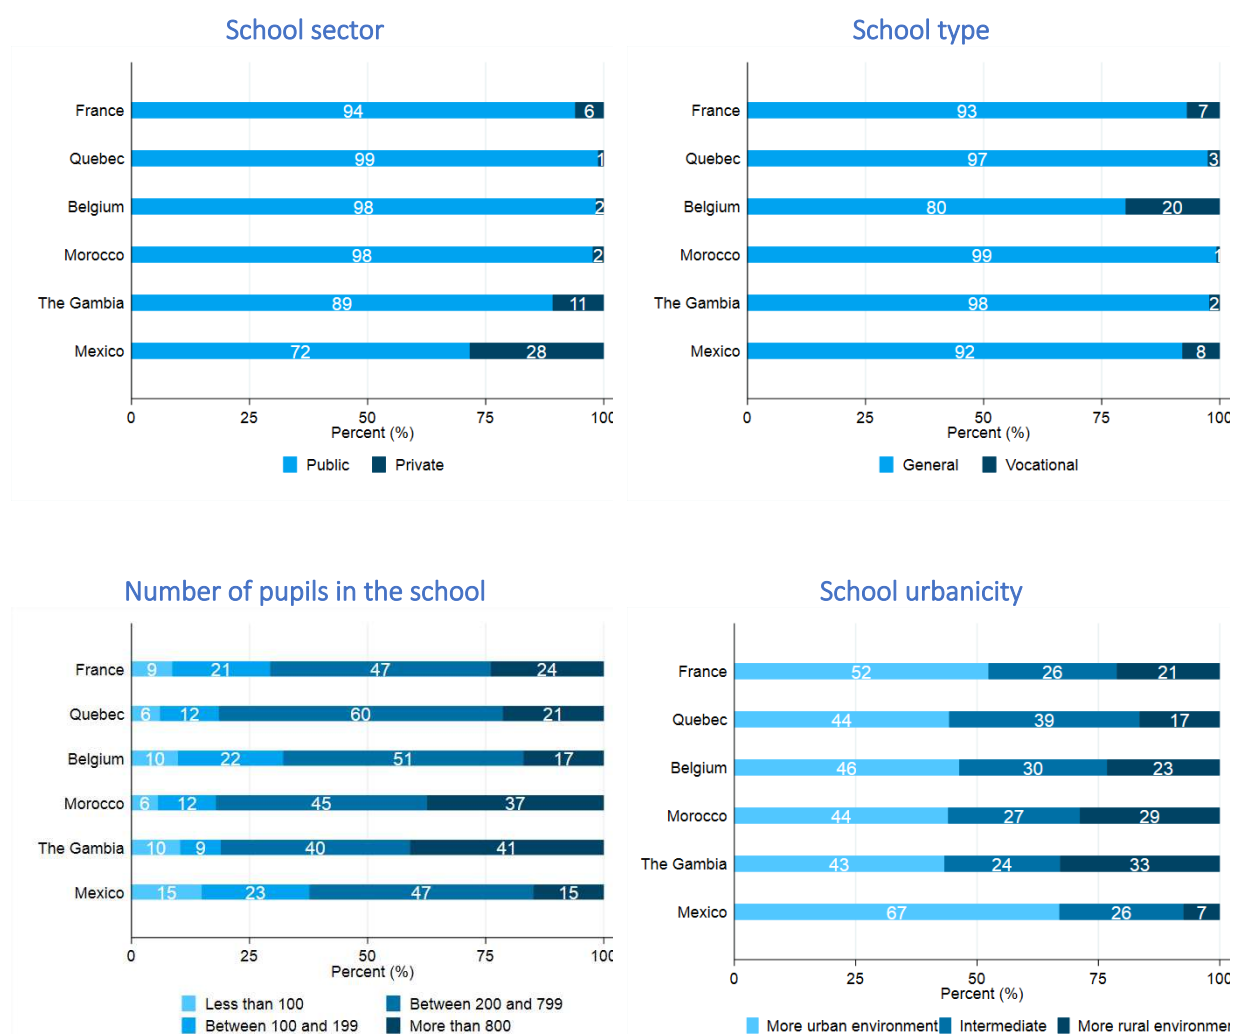 School sector
France 94 6
Quebec 99 1
Belgium 98 2
Morocco 98 2
The Gambia 89 11
Mexico 72 28
0 25 50 75 100
Percent (%)
Public Private
School type
France 93 7
Quebec 97 3
Belgium 80 20
Morocco 99 1
The Gambia 98 2
Mexico 92 8
0 25 50 75 100
Percent (%)
General Vocational
Number of pupils in the school
France 9 21 47 24
Quebec 6 12 60 21
Belgium 10 22 51 17
Morocco 6 12 45 37
The Gambia 10 9 40 41
Mexico 15 23 47 15
0 25 50 75 100
Percent (%)
Less than 100 Between 200 and 799
Between 100 and 199 More than 800
School urbanicity
France 52 26 21
Quebec 44 39 17
Belgium 46 30 23
Morocco 44 27 29
The Gambia 43 24 33
Mexico 67 26 7
0 25 50 75 100
Percent (%)
More urban environment Intermediate More rural environmen